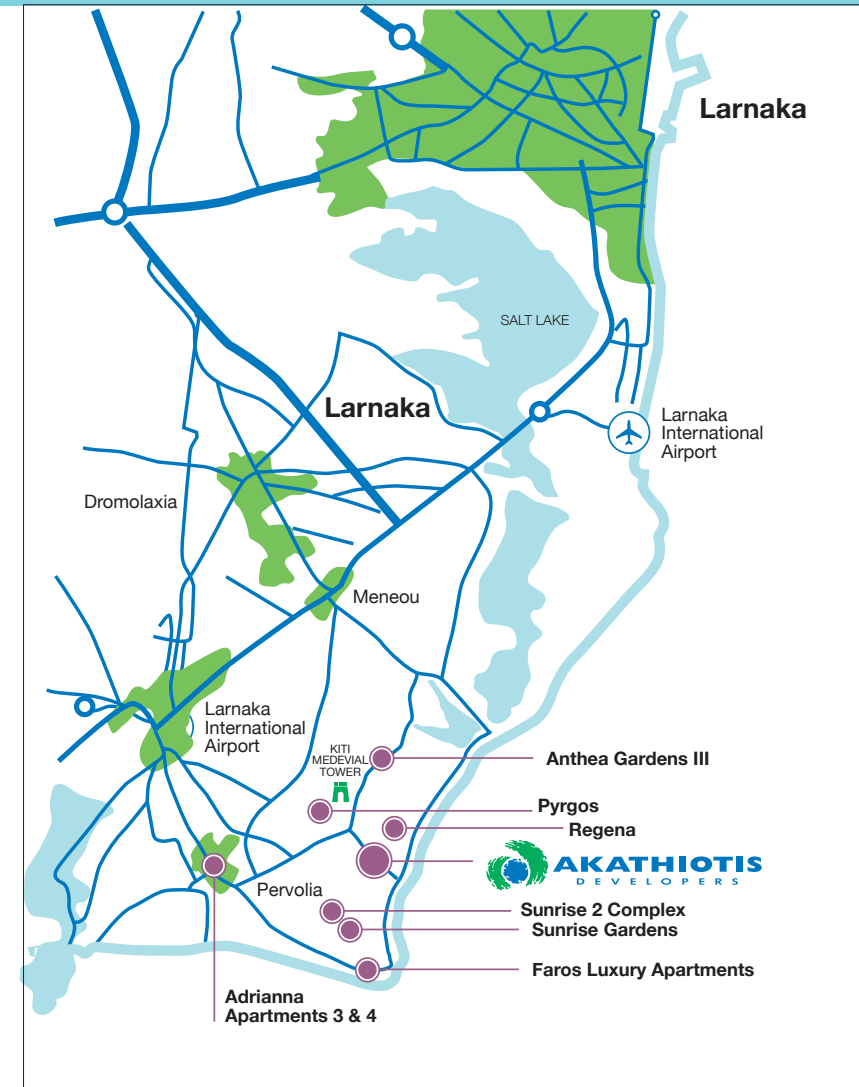 Larnaka
SALT LAKE
Larnaka
Larnaka
International
Airport
Dromolaxia
Meneou
Larnaka
International
Airport
KITI
MEDEVIAL
TOWER
Anthea Gardens III
Pyrgos
Regena
AKATHIOTIS
DEVELOPERS
Pervolia
Sunrise 2 Complex
Sunrise Gardens
Faros Luxury Apartments
Adrianna
Apartments 3 & 4